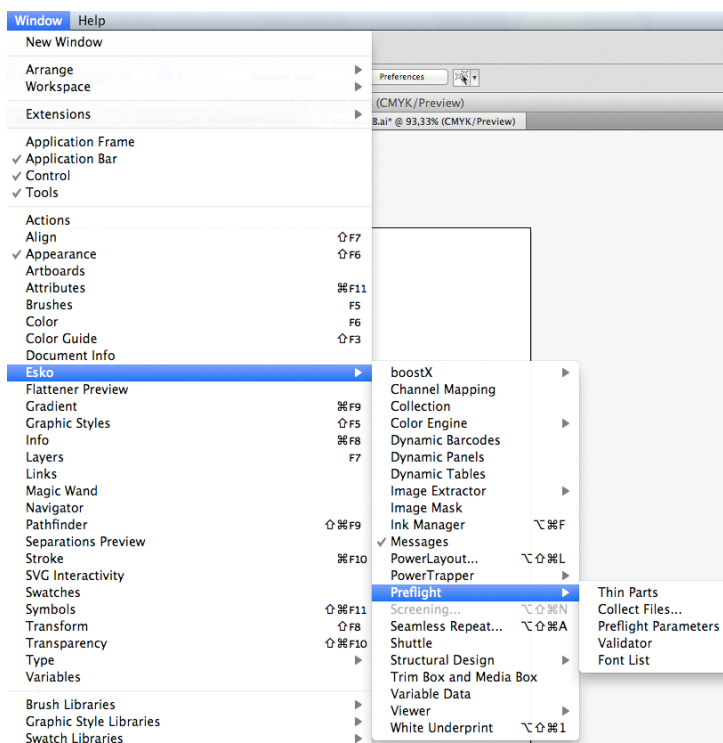 Window Help
New Window
Arrange
Workspace
Preferences
(CMYK/Preview)
Extensions
B.ai* @ 93,33% (CMYK/Preview)
Application Frame
✓ Application Bar
✓ Control
✓ Tools
Actions
Align ⇧F7
✓ Appearance ⇧F6
Artboards
Attributes ⌘F11
Brushes F5
Color F6
Color Guide ⇧F3
Document Info
Esko
Flattener Preview
Gradient ⌘F9
Graphic Styles ⇧F5
Info ⌘F8
Layers F7
Links
Magic Wand
Navigator
Pathfinder ⇧⌘F9
Separations Preview
Stroke ⌘F10
SVG Interactivity
Swatches
Symbols ⇧⌘F11
Transform ⇧F8
Transparency ⇧⌘F10
Type
Variables
Brush Libraries
Graphic Style Libraries
Swatch Libraries
boostX
Channel Mapping
Collection
Color Engine
Dynamic Barcodes
Dynamic Panels
Dynamic Tables
Image Extractor
Image Mask
Ink Manager ⌥⌘F
✓ Messages
PowerLayout... ⌥⇧⌘L
PowerTrapper
Preflight
Screening... ⌥⇧⌘N
Seamless Repeat... ⌥⇧⌘A
Shuttle
Structural Design
Trim Box and Media Box
Variable Data
Viewer
White Underprint ⌥⇧⌘1
Thin Parts
Collect Files...
Preflight Parameters
Validator
Font List